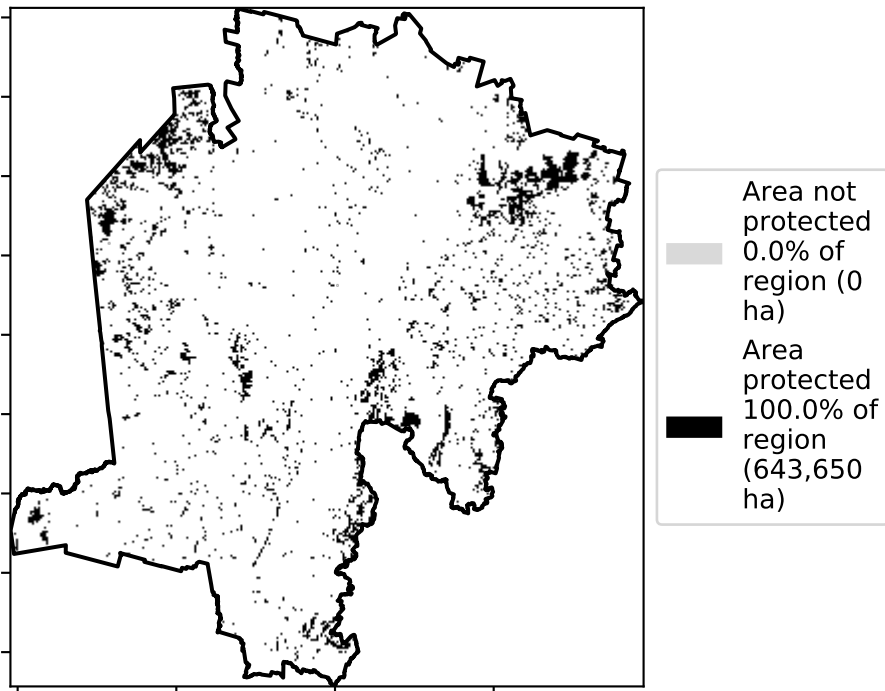 Area not
protected
0.0% of
region (0
ha)
Area
protected
100.0% of
region
(643,650
ha)